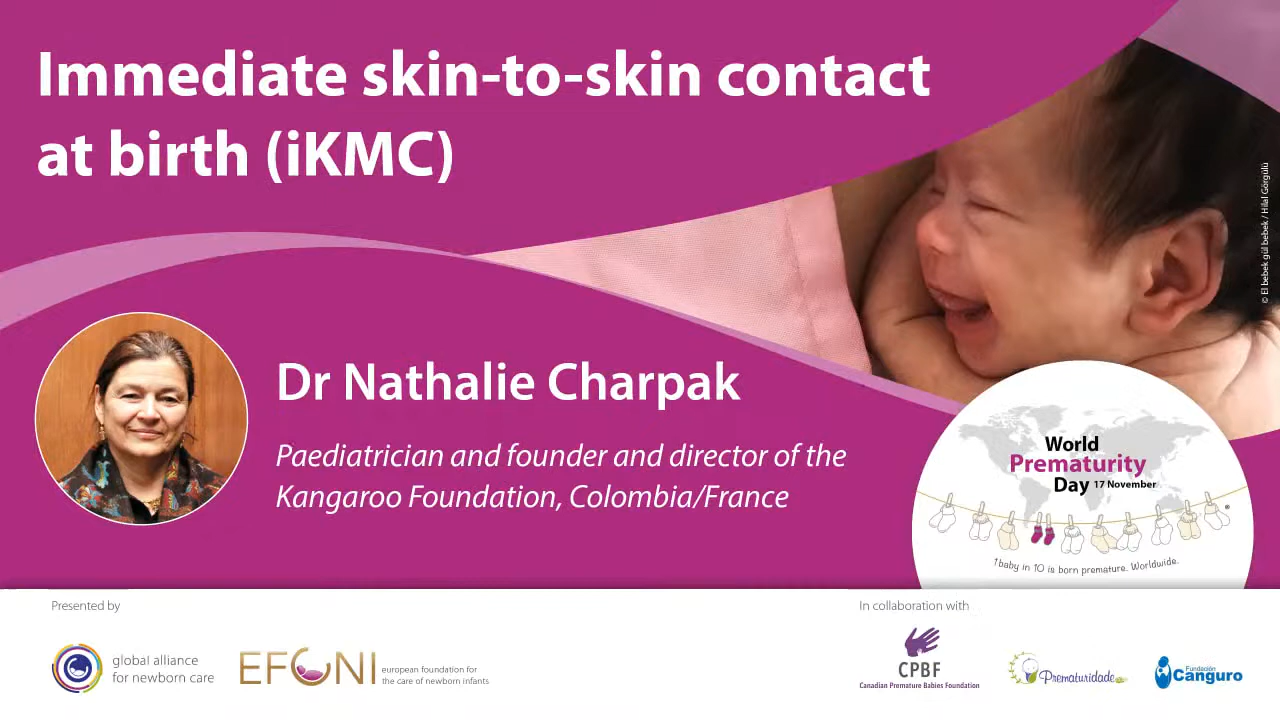 Immediate skin-to-skin contact
at birth (iKMC)
© El bebek gül bebek / Hilal Görgülü
Dr Nathalie Charpak
Paediatrician and founder and director of the
Kangaroo Foundation, Colombia/France
World
Prematurity
Day 17 November
®
1 baby in 10 is born premature. Worldwide.
Presented by
global alliance
for newborn care
EFCNI
european foundation for
the care of newborn infants
In collaboration with
CPBF
Canadian Premature Babies Foundation
Prematuridade
Fundación
Canguro